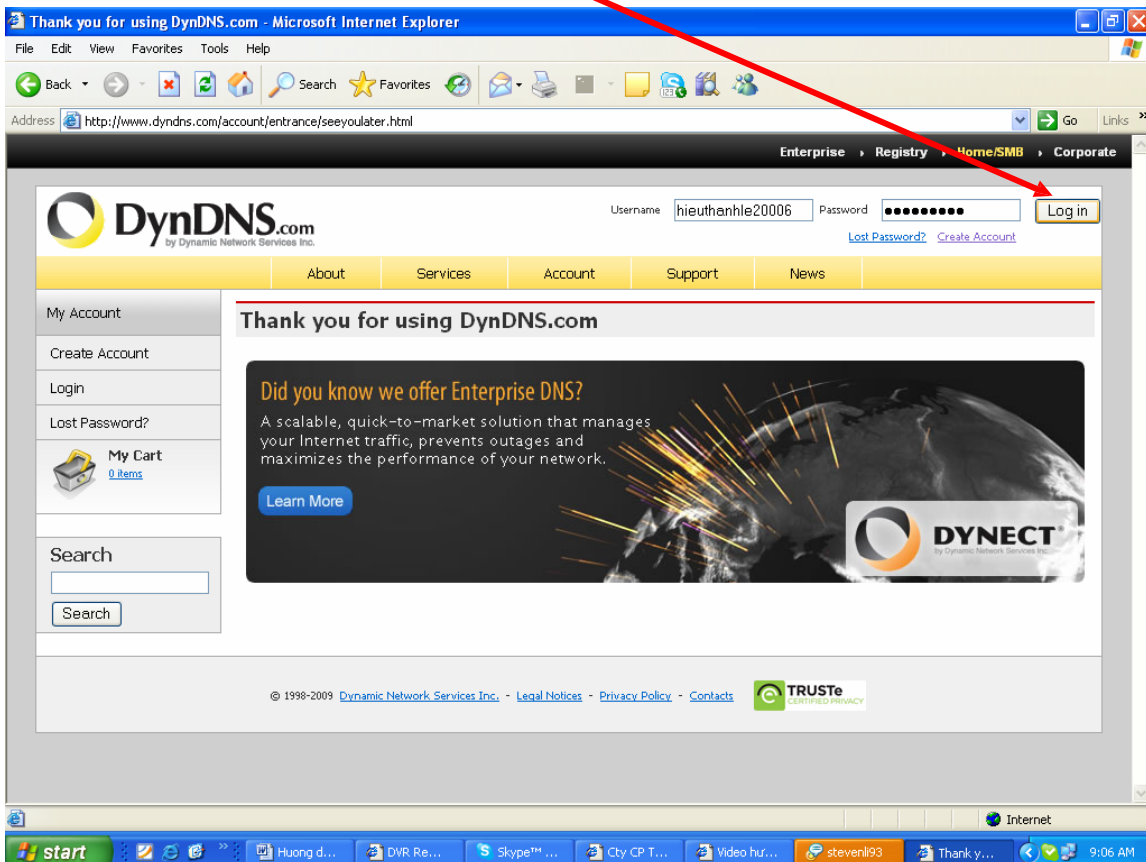 Thank you for using DynDNS.com - Microsoft Internet Explorer
File Edit View Favorites Tools Help
Back Search Favorites
Address http://www.dyndns.com/account/entrance/seeyoulater.html Go Links »
Enterprise › Registry › Home/SMB › Corporate
DynDNS.com
by Dynamic Network Services Inc.
Username hieuthanhle20006 Password ●●●●●●●●● Log in
Lost Password? Create Account
About Services Account Support News
My Account
Create Account
Login
Lost Password?
My Cart
0 items
Search
Search
Thank you for using DynDNS.com
Did you know we offer Enterprise DNS?
A scalable, quick-to-market solution that manages
your Internet traffic, prevents outages and
maximizes the performance of your network.
Learn More
DYNECT
by Dynamic Network Services Inc.
© 1998-2009 Dynamic Network Services Inc. - Legal Notices - Privacy Policy - Contacts
TRUSTe
CERTIFIED PRIVACY
Internet
start » Huong d... DVR Re... Skype™ ... Cty CP T... Video hư... stevenli93 Thank y... 9:06 AM